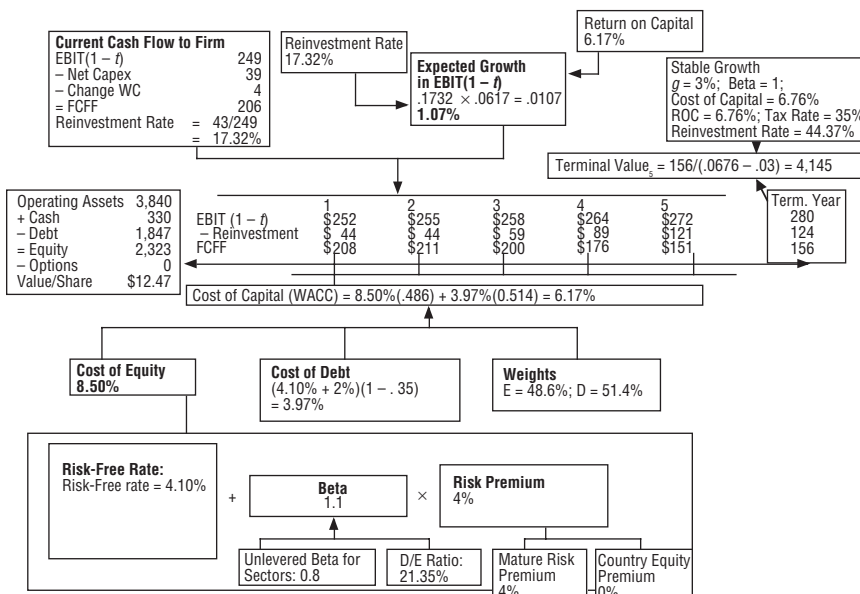 Current Cash Flow to Firm
EBIT(1 – t) 249
– Net Capex 39
– Change WC 4
= FCFF 206
Reinvestment Rate = 43/249
= 17.32%
Reinvestment Rate
17.32%
Expected Growth
in EBIT(1 – t)
.1732 × .0617 = .0107
1.07%
Return on Capital
6.17%
Stable Growth
g = 3%; Beta = 1;
Cost of Capital = 6.76%
ROC = 6.76%; Tax Rate = 35%
Reinvestment Rate = 44.37%
Terminal Value5 = 156/(.0676 – .03) = 4,145
Operating Assets 3,840
+ Cash 330
– Debt 1,847
= Equity 2,323
– Options 0
Value/Share $12.47
1 2 3 4 5
EBIT (1 – t) $252 $255 $258 $264 $272
– Reinvestment $ 44 $ 44 $ 59 $ 89 $121
FCFF $208 $211 $200 $176 $151
Term. Year
280
124
156
Cost of Capital (WACC) = 8.50%(.486) + 3.97%(0.514) = 6.17%
Cost of Equity
8.50%
Cost of Debt
(4.10% + 2%)(1 – . 35)
= 3.97%
Weights
E = 48.6%; D = 51.4%
Risk-Free Rate:
Risk-Free rate = 4.10%
+
Beta
1.1
×
Risk Premium
4%
Unlevered Beta for
Sectors: 0.8
D/E Ratio:
21.35%
Mature Risk
Premium
4%
Country Equity
Premium
0%